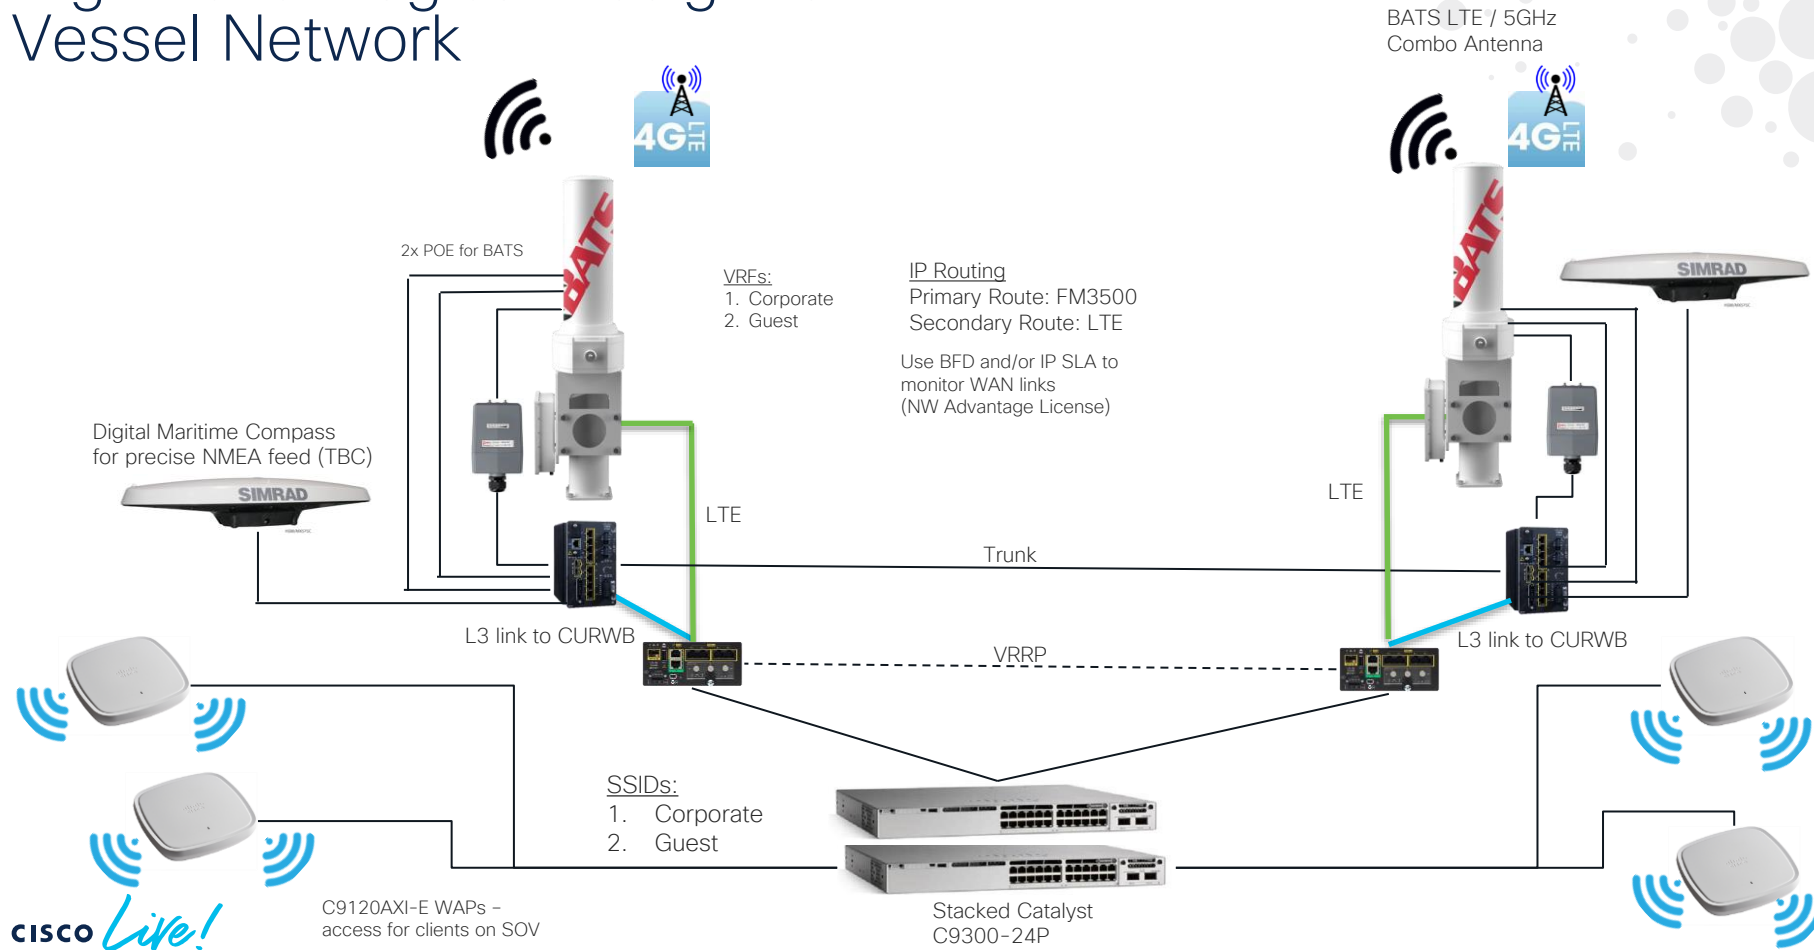 Vessel Network
BATS LTE / 5GHz
Combo Antenna
4G LTE
4G LTE
2x POE for BATS
BATS
BATS
VRFs:
1. Corporate
2. Guest
IP Routing
Primary Route: FM3500
Secondary Route: LTE
Use BFD and/or IP SLA to
monitor WAN links
(NW Advantage License)
SIMRAD
Digital Maritime Compass
for precise NMEA feed (TBC)
SIMRAD
LTE
LTE
Trunk
L3 link to CURWB
L3 link to CURWB
VRRP
SSIDs:
1. Corporate
2. Guest
C9120AXI-E WAPs –
access for clients on SOV
Stacked Catalyst
C9300-24P
CISCO Live!